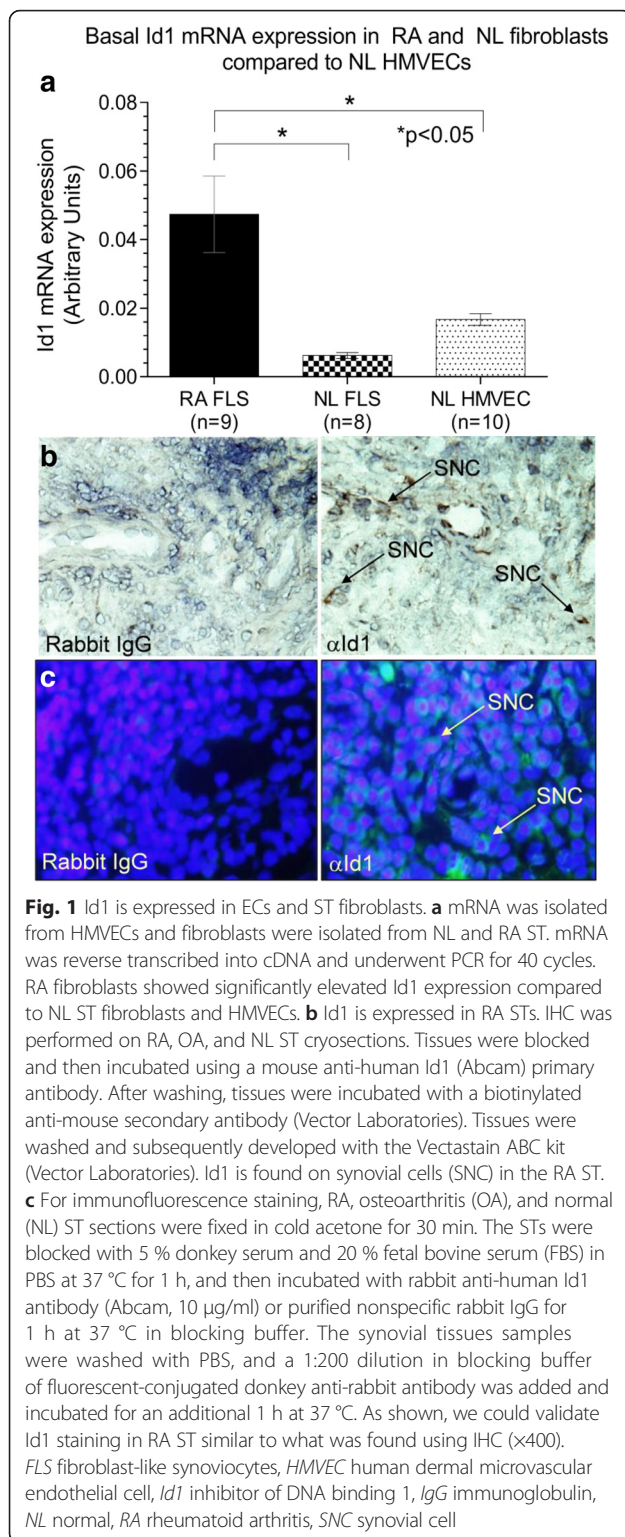 Basal Id1 mRNA expression in RA and NL fibroblasts
compared to NL HMVECs
a
0.08
0.06
0.04
0.02
0.00
Id1 mRNA expression
(Arbitrary Units)
*
*
*p<0.05
RA FLS
(n=9)
NL FLS
(n=8)
NL HMVEC
(n=10)
b
Rabbit IgG
SNC
SNC
SNC
αId1
c
Rabbit IgG
SNC
SNC
αId1
Fig. 1 Id1 is expressed in ECs and ST fibroblasts. a mRNA was isolated
from HMVECs and fibroblasts were isolated from NL and RA ST. mRNA
was reverse transcribed into cDNA and underwent PCR for 40 cycles.
RA fibroblasts showed significantly elevated Id1 expression compared
to NL ST fibroblasts and HMVECs. b Id1 is expressed in RA STs. IHC was
performed on RA, OA, and NL ST cryosections. Tissues were blocked
and then incubated using a mouse anti-human Id1 (Abcam) primary
antibody. After washing, tissues were incubated with a biotinylated
anti-mouse secondary antibody (Vector Laboratories). Tissues were
washed and subsequently developed with the Vectastain ABC kit
(Vector Laboratories). Id1 is found on synovial cells (SNC) in the RA ST.
c For immunofluorescence staining, RA, osteoarthritis (OA), and normal
(NL) ST sections were fixed in cold acetone for 30 min. The STs were
blocked with 5 % donkey serum and 20 % fetal bovine serum (FBS) in
PBS at 37 °C for 1 h, and then incubated with rabbit anti-human Id1
antibody (Abcam, 10 μg/ml) or purified nonspecific rabbit IgG for
1 h at 37 °C in blocking buffer. The synovial tissues samples
were washed with PBS, and a 1:200 dilution in blocking buffer
of fluorescent-conjugated donkey anti-rabbit antibody was added and
incubated for an additional 1 h at 37 °C. As shown, we could validate
Id1 staining in RA ST similar to what was found using IHC (×400).
FLS fibroblast-like synoviocytes, HMVEC human dermal microvascular
endothelial cell, Id1 inhibitor of DNA binding 1, IgG immunoglobulin,
NL normal, RA rheumatoid arthritis, SNC synovial cell